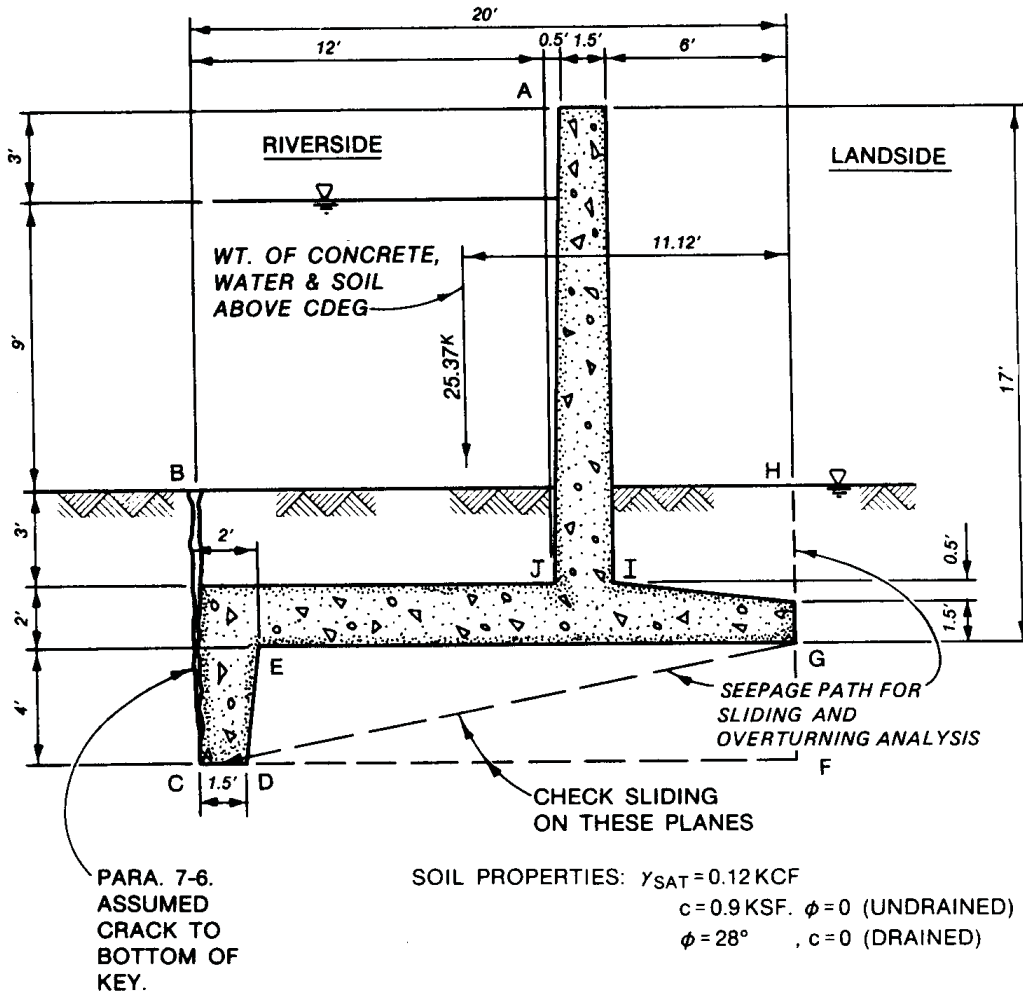 20'
12'
0.5'
1.5'
6'
A
3'
RIVERSIDE
LANDSIDE
WT. OF CONCRETE,
WATER & SOIL
ABOVE CDEG
11.12'
9'
25.37K
17'
B
H
3'
2'
0.5'
J
I
2'
1.5'
E
G
4'
SEEPAGE PATH FOR
SLIDING AND
OVERTURNING ANALYSIS
C
1.5'
D
F
CHECK SLIDING
ON THESE PLANES
PARA. 7-6.
ASSUMED
CRACK TO
BOTTOM OF
KEY.
SOIL PROPERTIES: γSAT = 0.12 KCF
c = 0.9 KSF. φ = 0 (UNDRAINED)
φ = 28° , c = 0 (DRAINED)